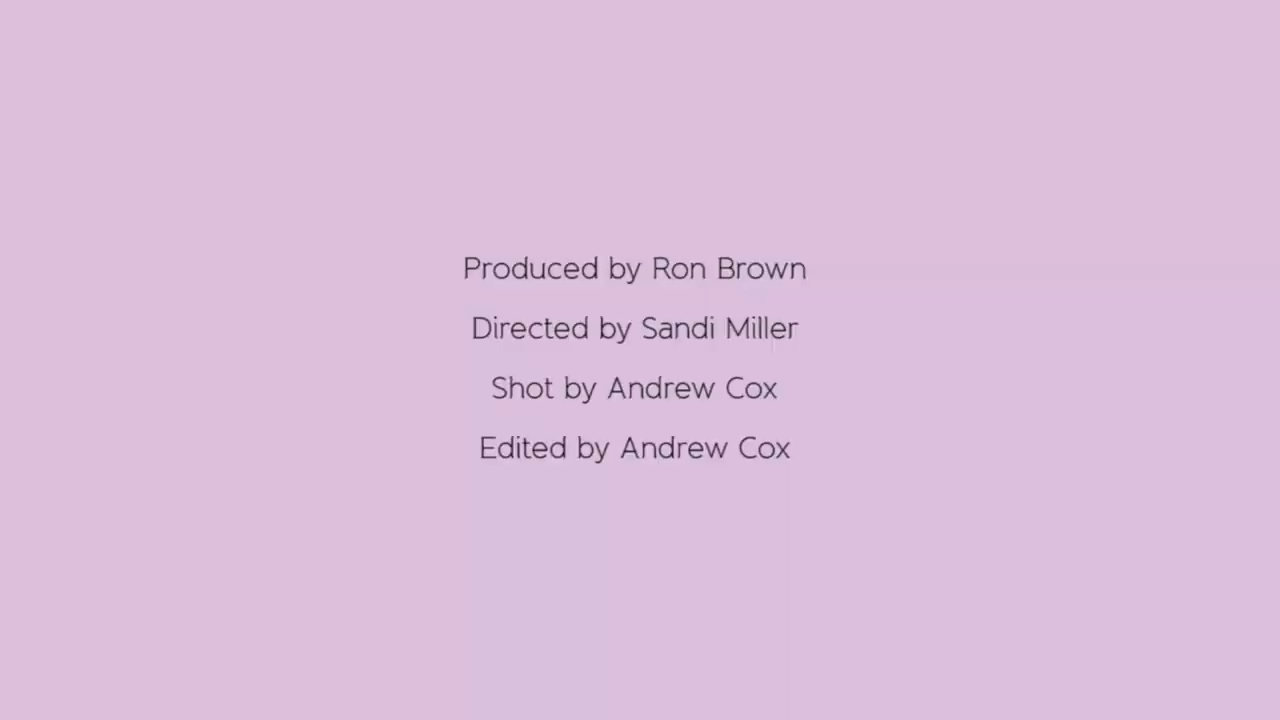 Produced by Ron Brown
Directed by Sandi Miller
Shot by Andrew Cox
Edited by Andrew Cox